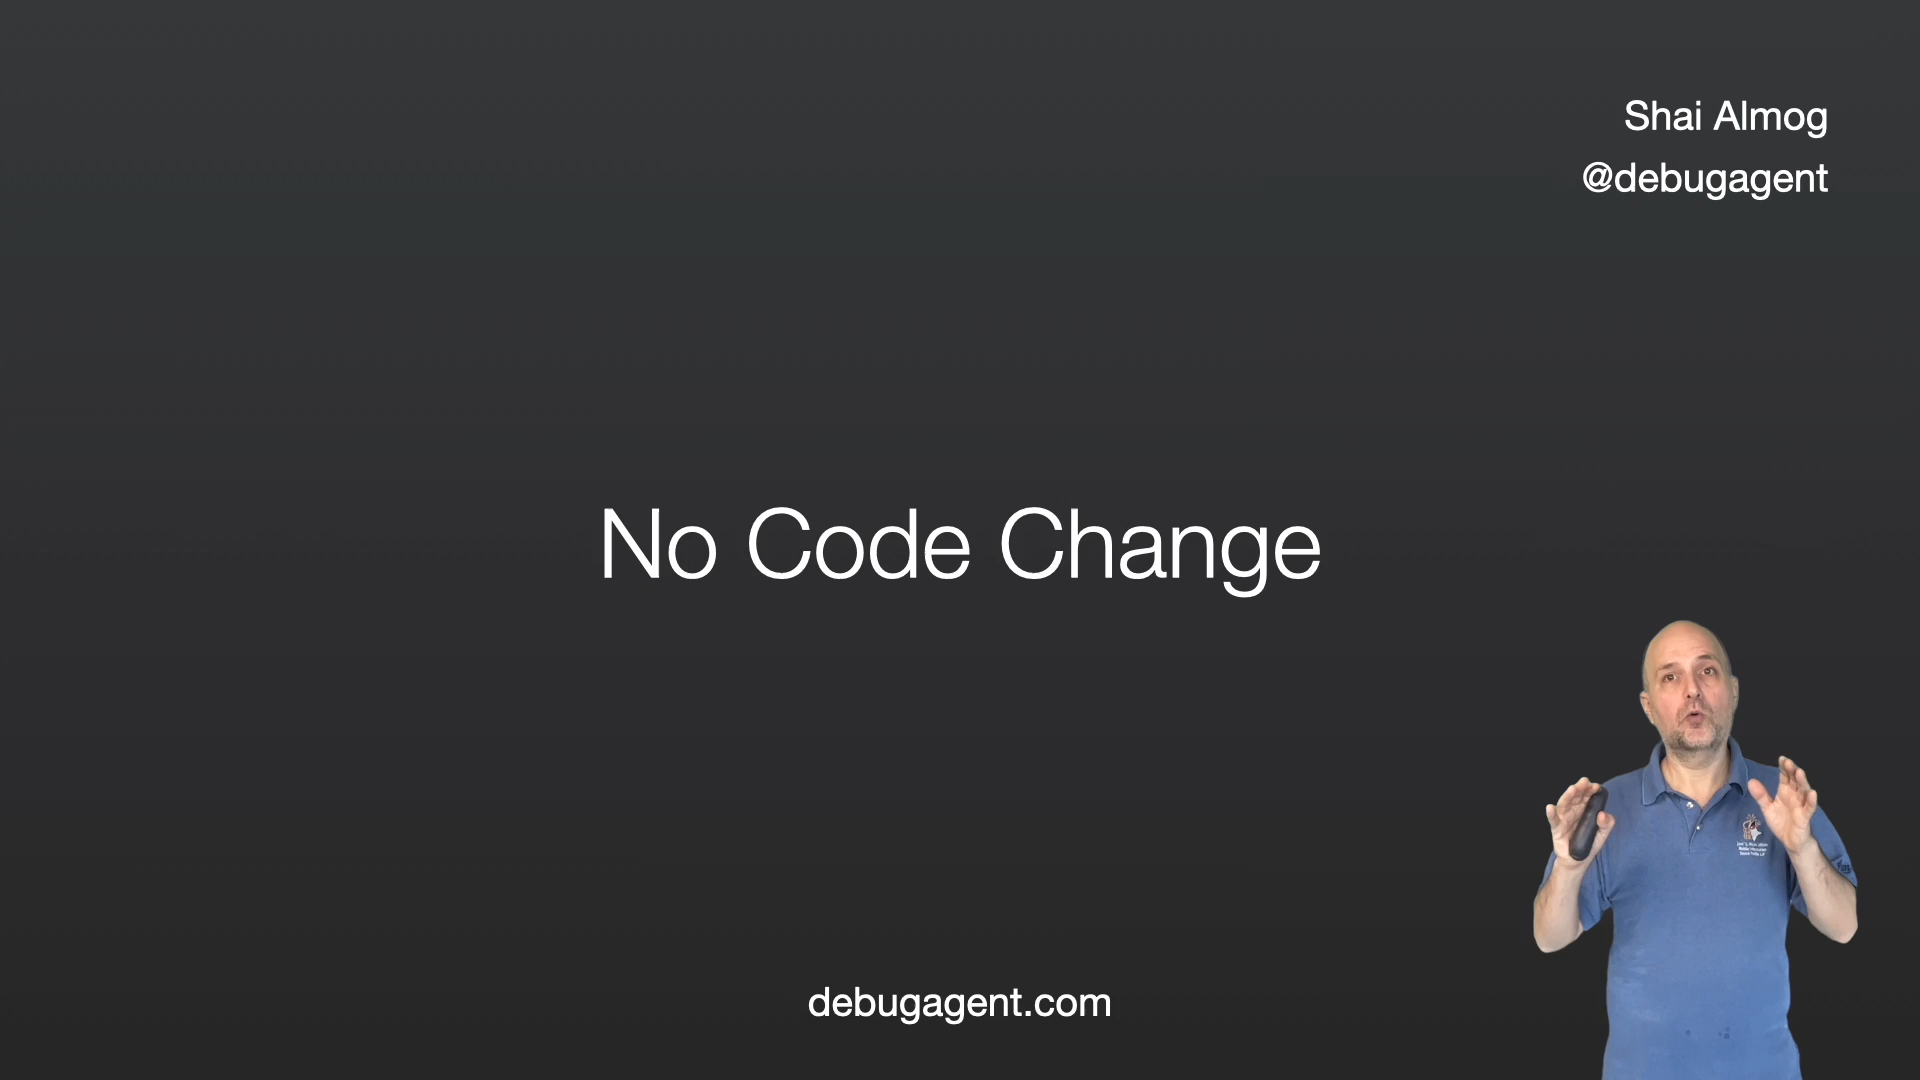 Shai Almog
@debugagent
No Code Change
debugagent.com